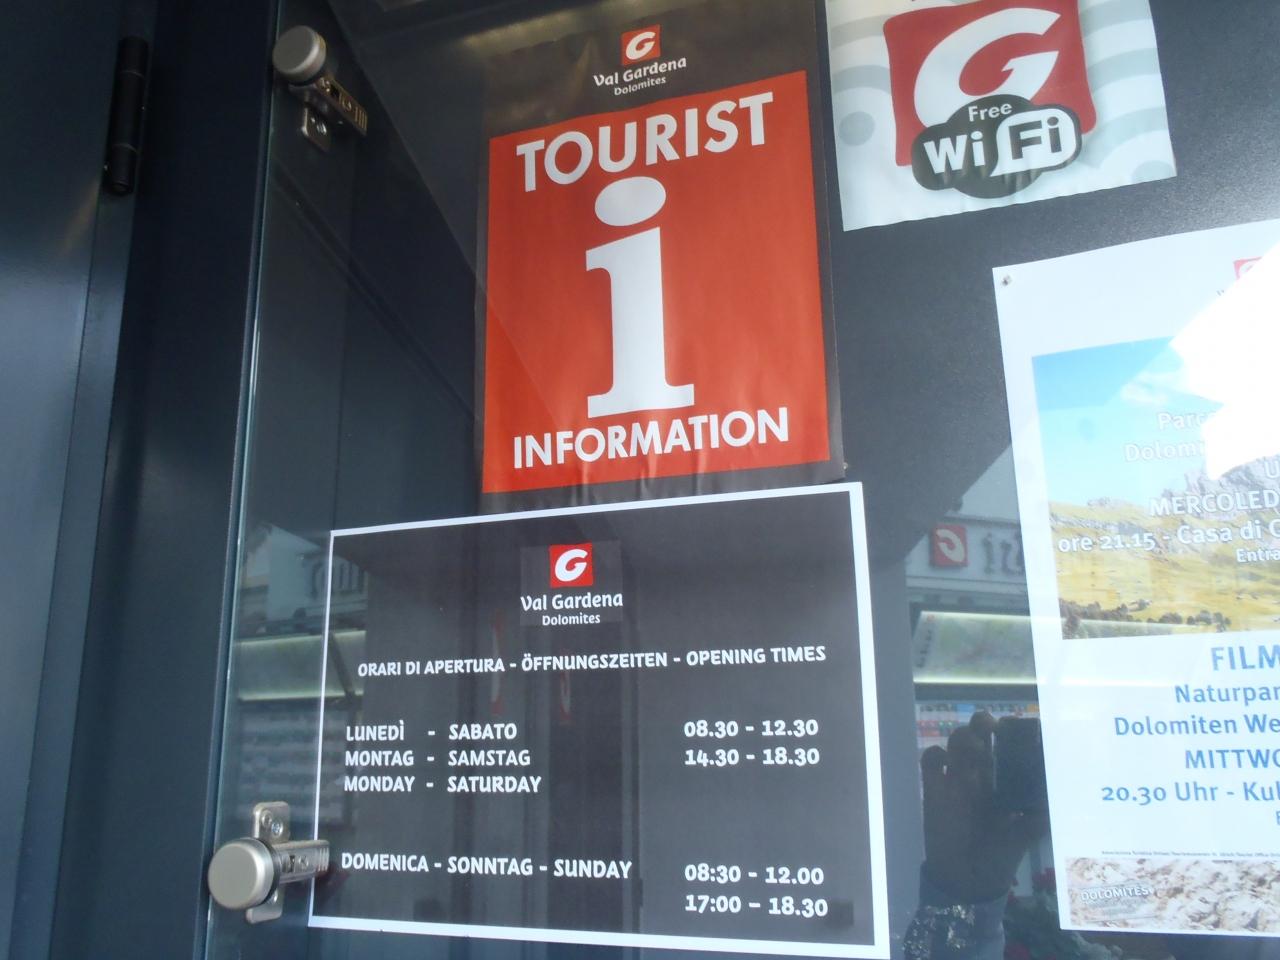 Val Gardena
Dolomites
TOURIST
i
INFORMATION
G
Free
WiFi
G
Val Gardena
Dolomites
ORARI DI APERTURA - ÖFFNUNGSZEITEN - OPENING TIMES
LUNEDÌ - SABATO 08.30 - 12.30
MONTAG - SAMSTAG 14.30 - 18.30
MONDAY - SATURDAY
DOMENICA - SONNTAG - SUNDAY 08:30 - 12.00
17:00 - 18.30
MERCOLED
ore 21.15 - Casa di
Entra
FILM
Naturpar
Dolomiten We
MITTWO
20.30 Uhr - Kul
DOLOMITES